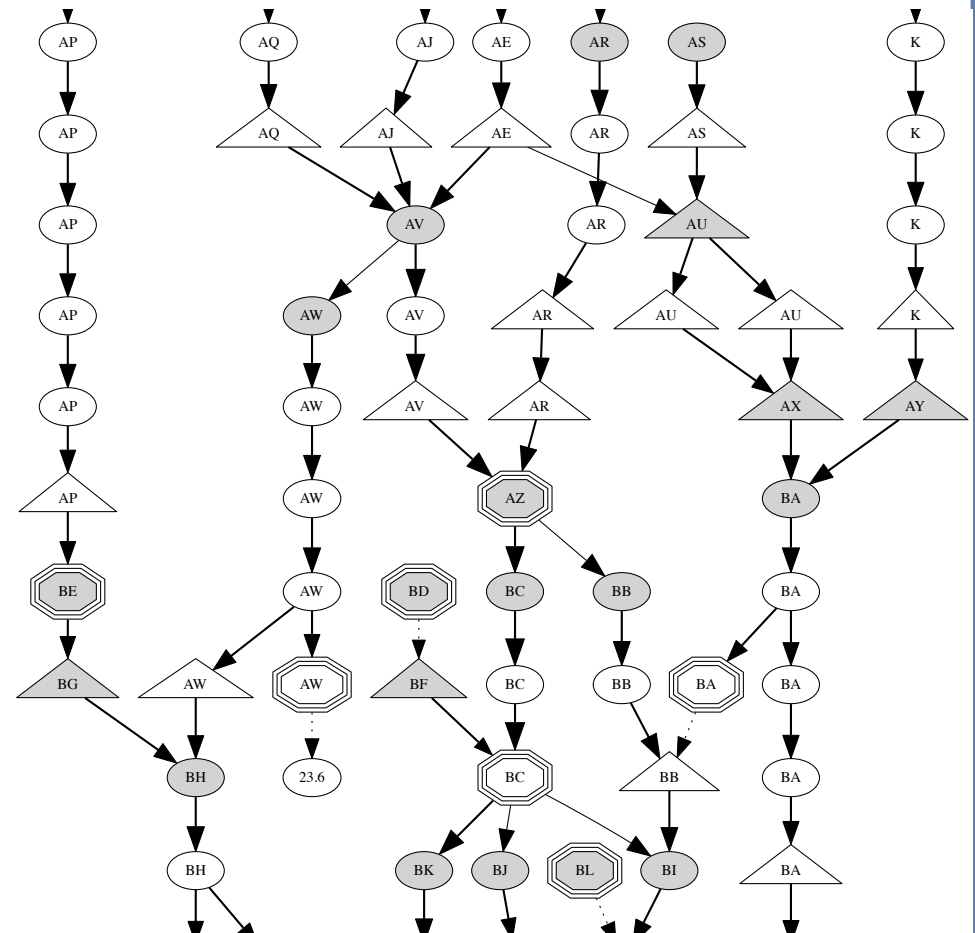 AP AQ AJ AE AR AS K
AP AQ AJ AE AR AS K
AP AV AR AU K
AP AW AV AR AU AU K
AP AW AV AR AX AY
AP AW AZ BA
BE AW BD BC BB BA
BG AW AW BF BC BB BA BA
BH 23.6 BC BB BA
BH BK BJ BL BI BA